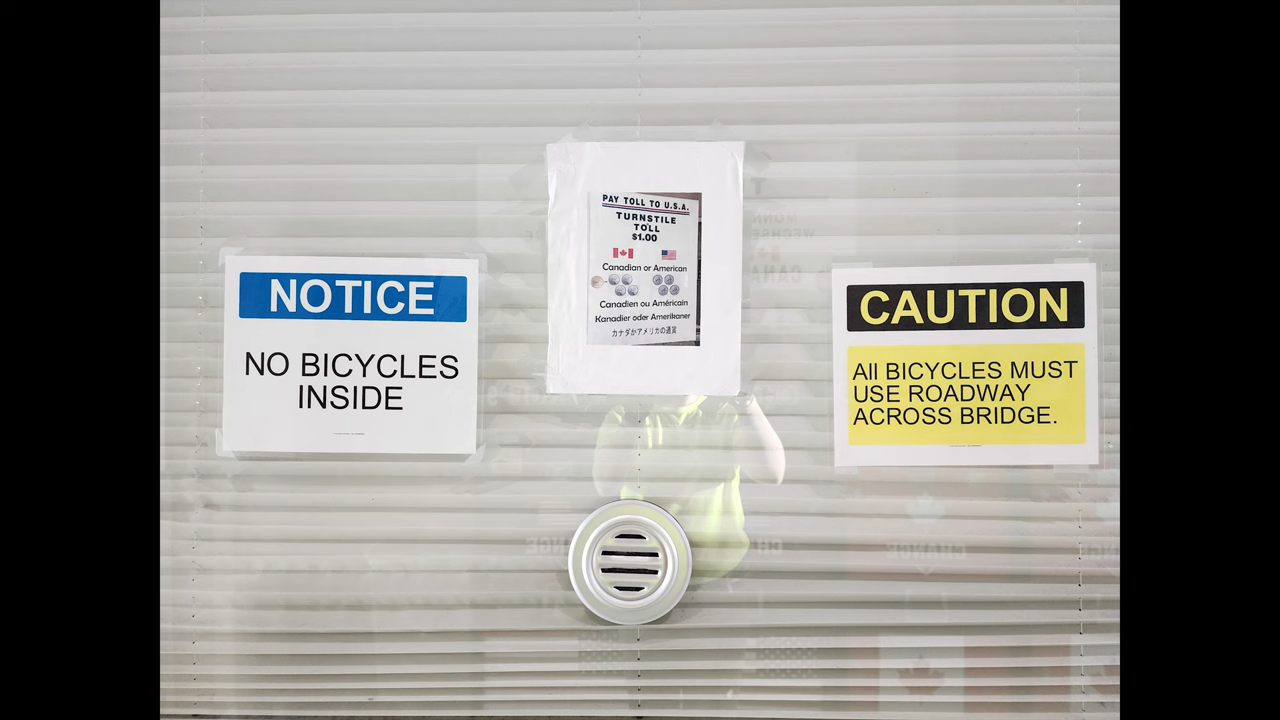 NOTICE
NO BICYCLES
INSIDE
PAY TOLL TO U.S.A.
TURNSTILE
TOLL
$1.00
Canadian or American
Canadien ou Américain
Kanadier oder Amerikaner
カナダかアメリカの通貨
CAUTION
All BICYCLES MUST
USE ROADWAY
ACROSS BRIDGE.
CHANGE